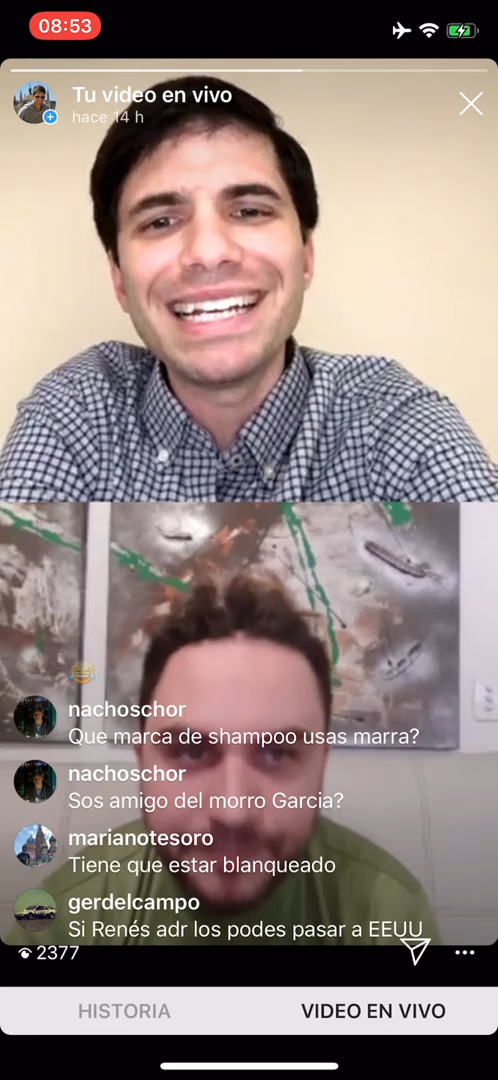 08:53
Tu video en vivo
hace 14 h
😂
nachoschor
Que marca de shampoo usas marra?
nachoschor
Sos amigo del morro Garcia?
marianotesoro
Tiene que estar blanqueado
gerdelcampo
Si Renés adr los podes pasar a EEUU
2377
HISTORIA
VIDEO EN VIVO